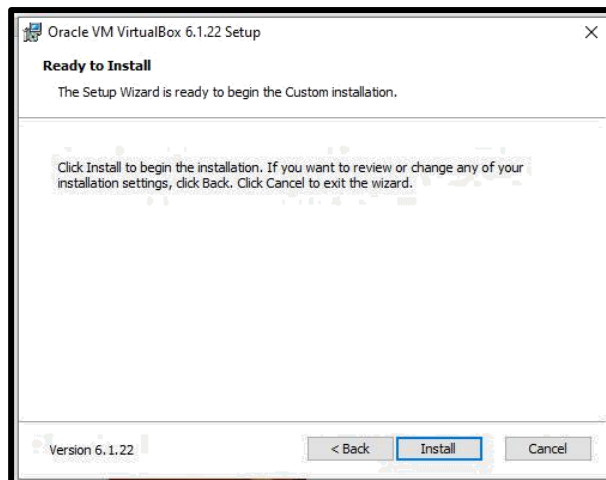 Oracle VM VirtualBox 6.1.22 Setup
Ready to Install
The Setup Wizard is ready to begin the Custom installation.
Click Install to begin the installation. If you want to review or change any of your
installation settings, click Back. Click Cancel to exit the wizard.
Version 6.1.22
< Back Install Cancel